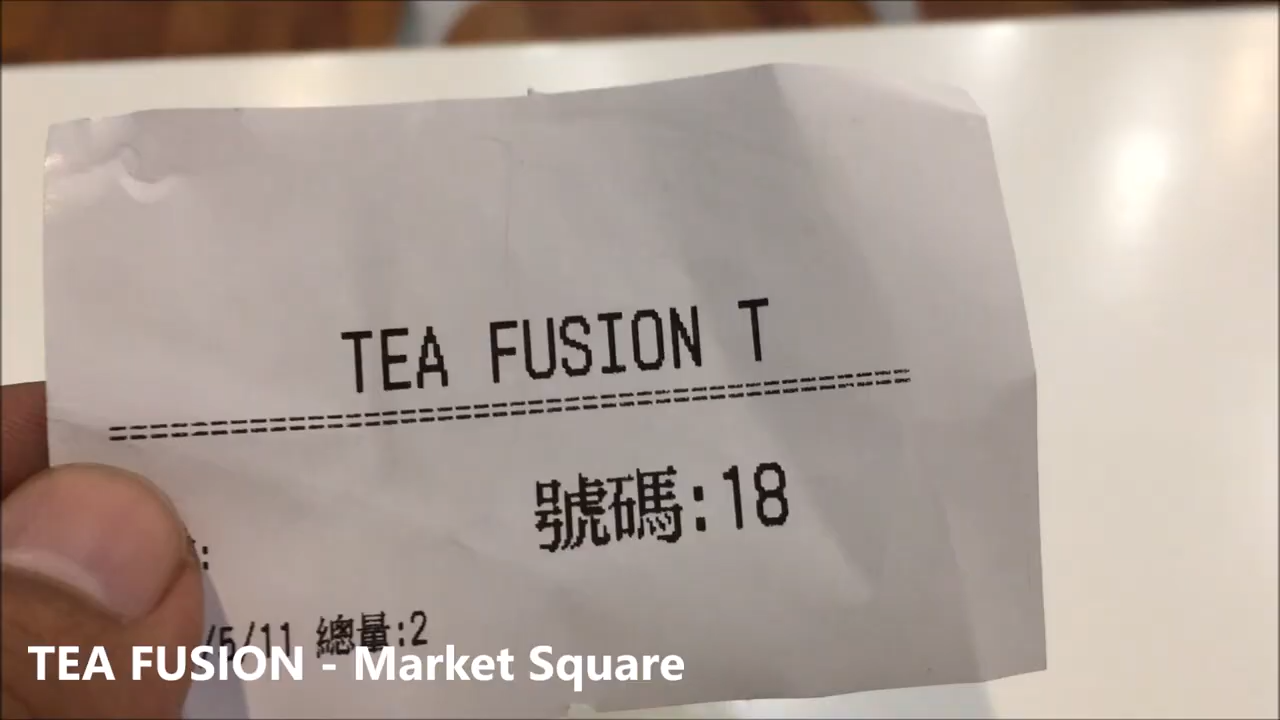 TEA FUSION T
號碼:18
:
/5/11 總量:2
TEA FUSION - Market Square